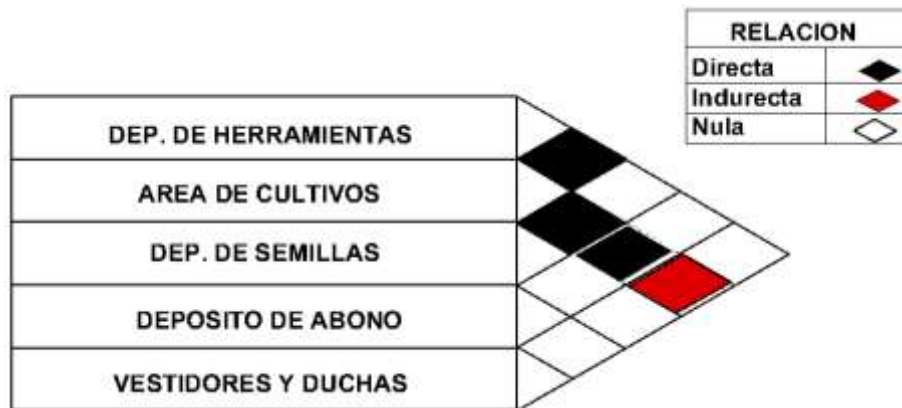 RELACION
Directa
Indurecta
Nula
DEP. DE HERRAMIENTAS
AREA DE CULTIVOS
DEP. DE SEMILLAS
DEPOSITO DE ABONO
VESTIDORES Y DUCHAS